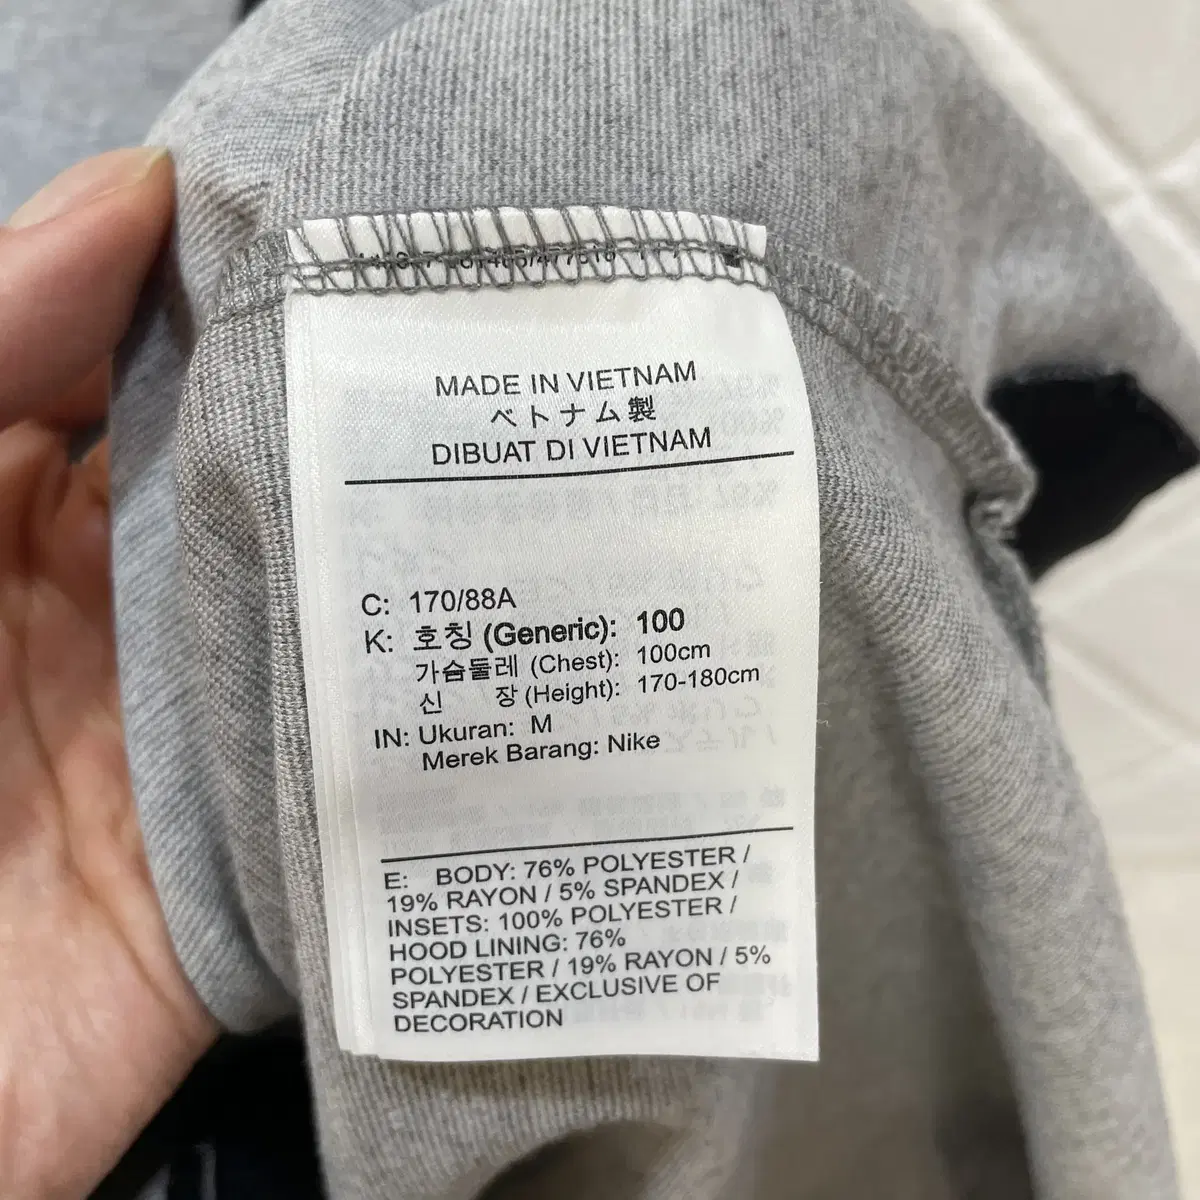 MADE IN VIETNAM
ベトナム製
DIBUAT DI VIETNAM
C: 170/88A
K: 호칭 (Generic): 100
가슴둘레 (Chest): 100cm
신 장 (Height): 170-180cm
IN: Ukuran: M
Merek Barang: Nike
E: BODY: 76% POLYESTER /
19% RAYON / 5% SPANDEX /
INSETS: 100% POLYESTER /
HOOD LINING: 76%
POLYESTER / 19% RAYON / 5%
SPANDEX / EXCLUSIVE OF
DECORATION